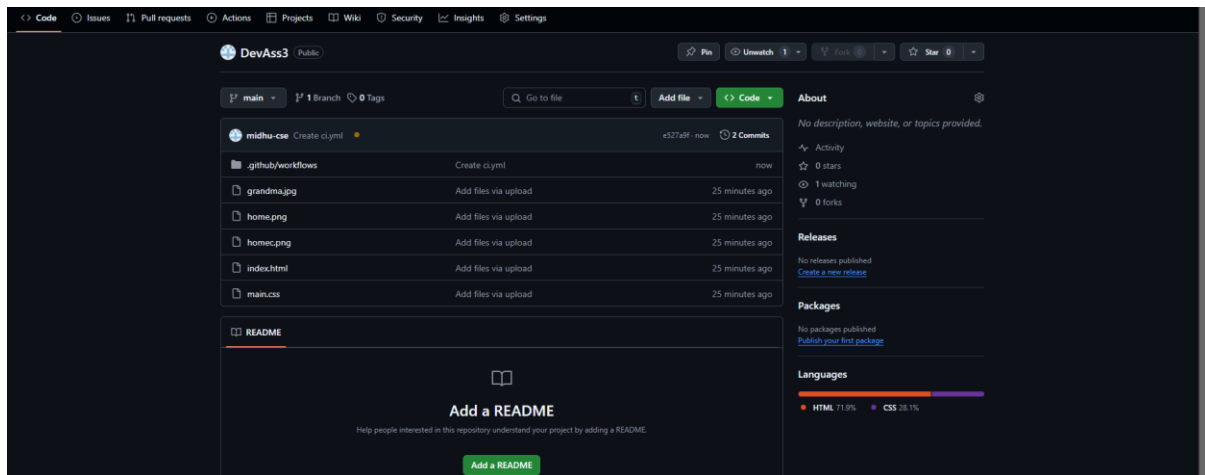 Code Issues Pull requests Actions Projects Wiki Security Insights Settings
DevAss3 Public
Pin Unwatch 1 Fork 0 Star 0
main 1 Branch 0 Tags Go to file t Add file Code
midhu-cse Create ci.yml e527a9f · now 2 Commits
.github/workflows Create ci.yml now
grandma.jpg Add files via upload 25 minutes ago
home.png Add files via upload 25 minutes ago
homec.png Add files via upload 25 minutes ago
index.html Add files via upload 25 minutes ago
main.css Add files via upload 25 minutes ago
README
Add a README
Help people interested in this repository understand your project by adding a README.
Add a README
About
No description, website, or topics provided.
Activity
0 stars
1 watching
0 forks
Releases
No releases published
Create a new release
Packages
No packages published
Publish your first package
Languages
HTML 71.9% CSS 28.1%